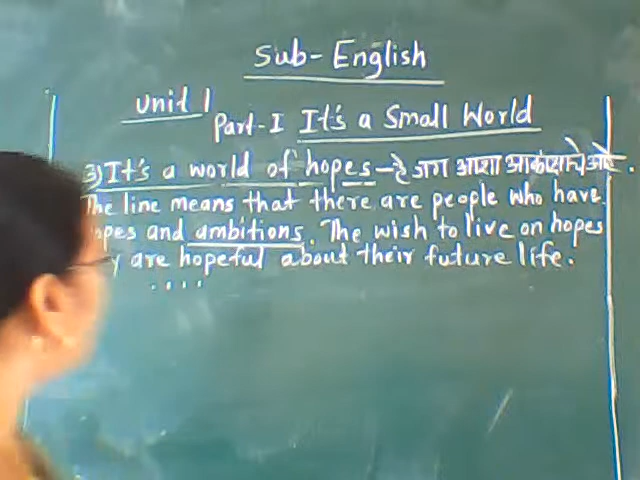 Sub- English
Unit 1
Part-I It's a Small World
3) It's a world of hopes - हे जग आशा आकांक्षांचे आहे.
The line means that there are people who have
hopes and ambitions. The wish to live on hopes
are hopeful about their future life.
....